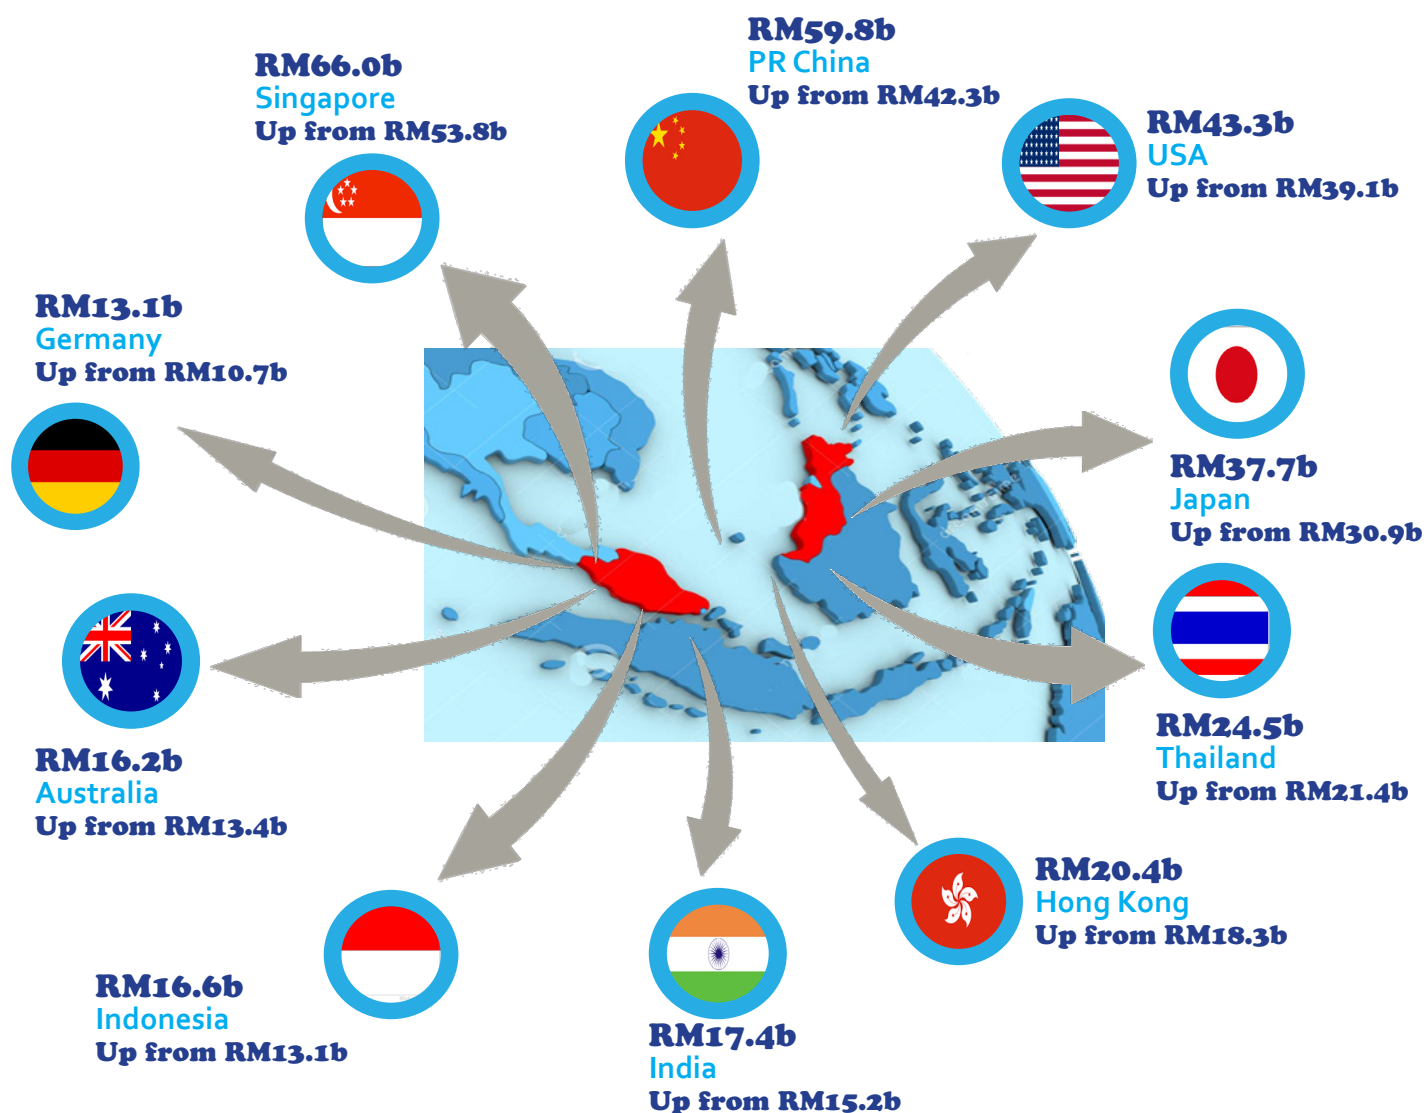 RM59.8b
PR China
Up from RM42.3b
RM66.0b
Singapore
Up from RM53.8b
RM43.3b
USA
Up from RM39.1b
RM13.1b
Germany
Up from RM10.7b
RM37.7b
Japan
Up from RM30.9b
RM16.2b
Australia
Up from RM13.4b
RM24.5b
Thailand
Up from RM21.4b
RM20.4b
Hong Kong
Up from RM18.3b
RM16.6b
Indonesia
Up from RM13.1b
RM17.4b
India
Up from RM15.2b